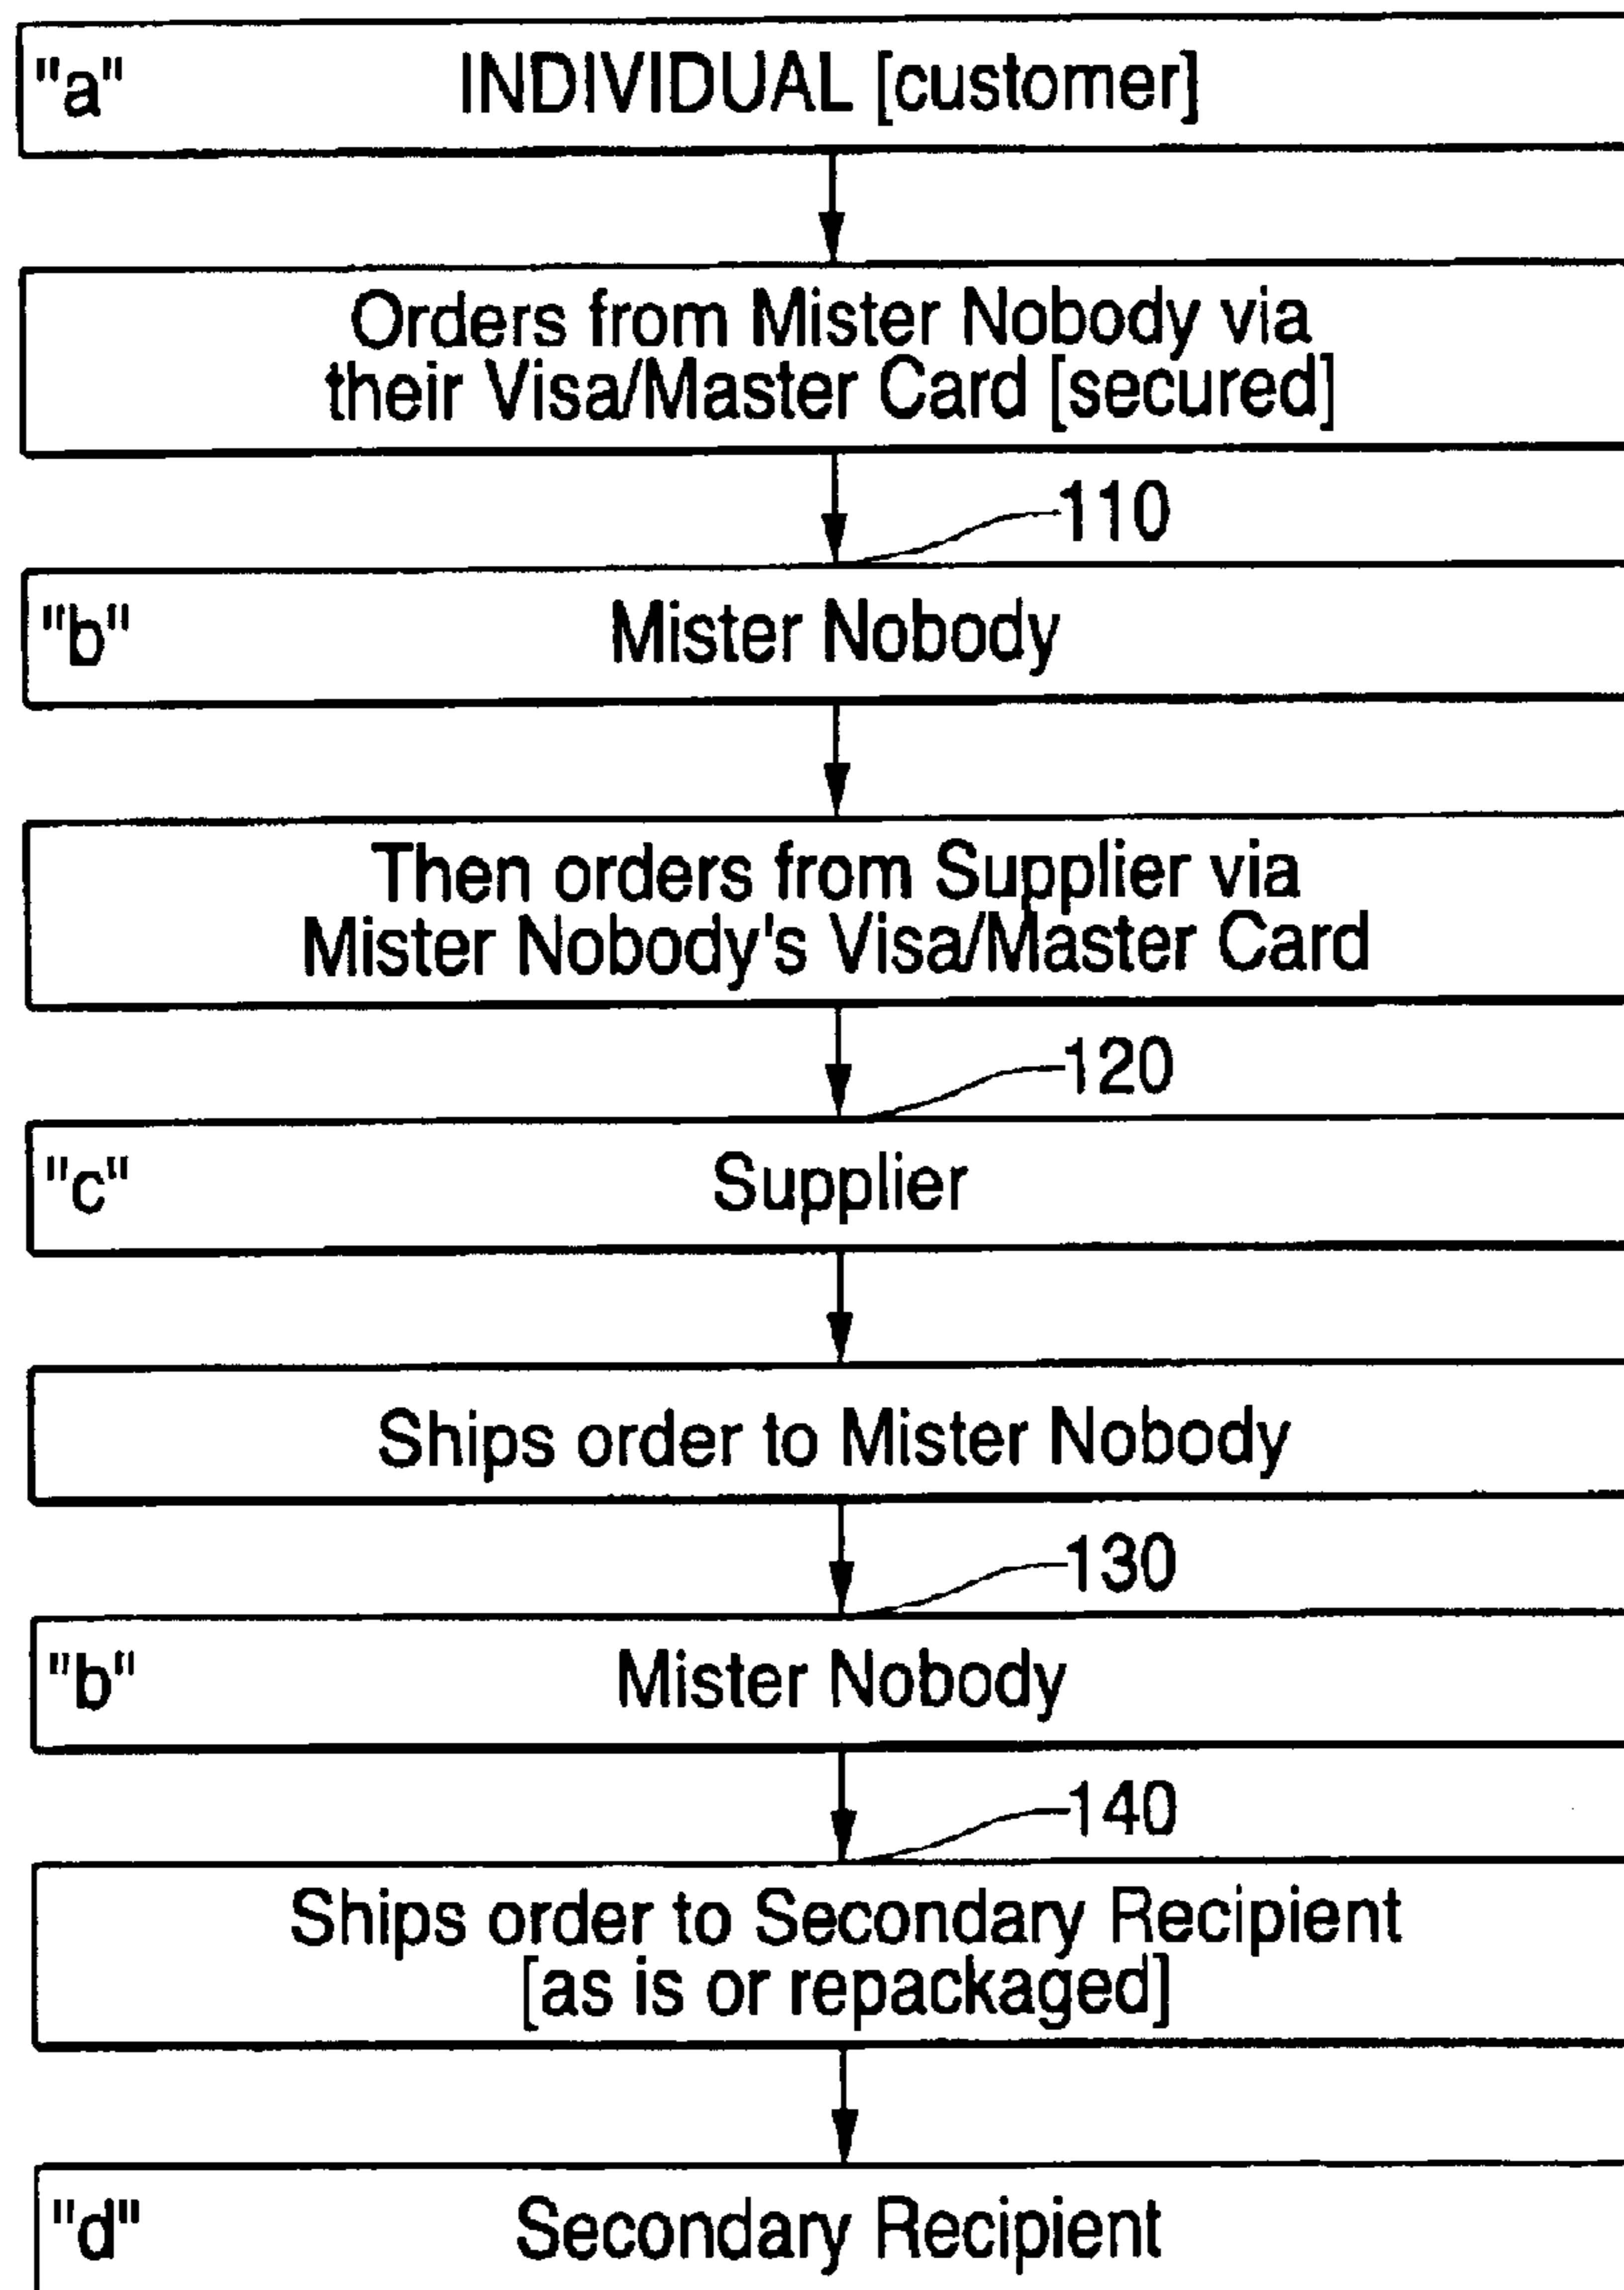 "a" INDIVIDUAL [customer]
Orders from Mister Nobody via
their Visa/Master Card [secured]
110
"b" Mister Nobody
Then orders from Supplier via
Mister Nobody's Visa/Master Card
120
"c" Supplier
Ships order to Mister Nobody
130
"b" Mister Nobody
140
Ships order to Secondary Recipient
[as is or repackaged]
"d" Secondary Recipient